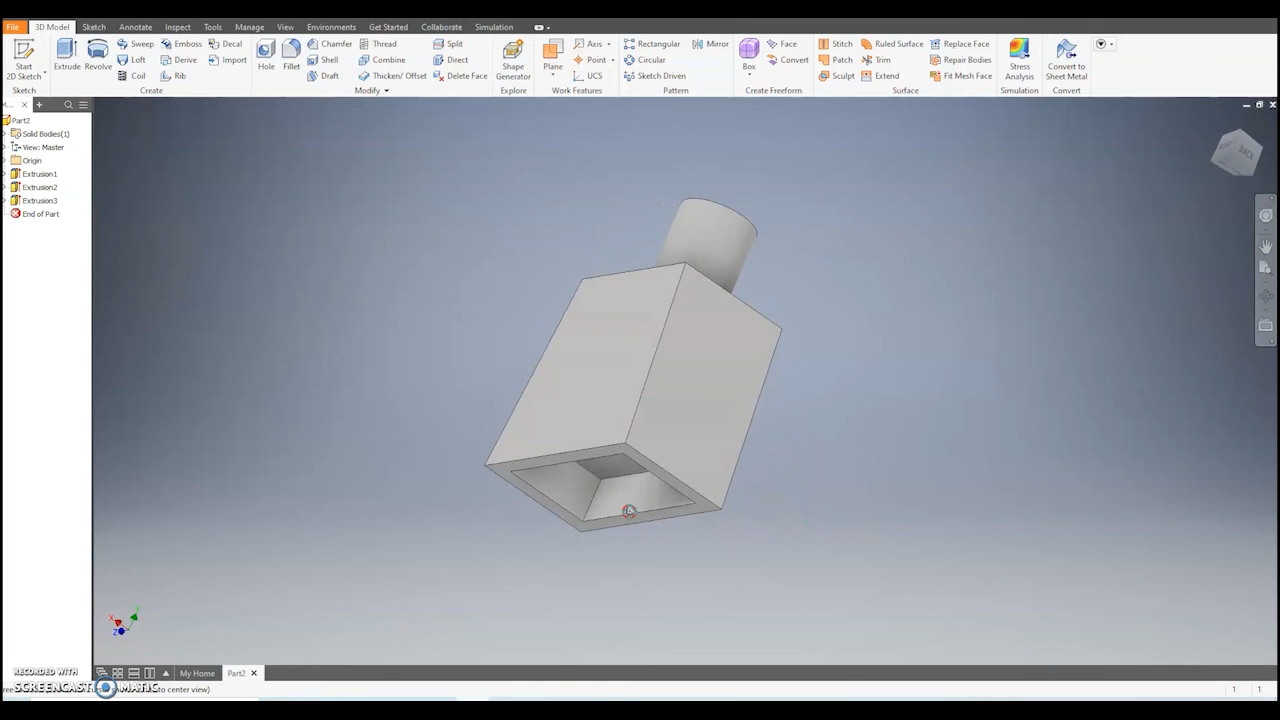 File 3D Model Sketch Annotate Inspect Tools Manage View Environments Get Started Collaborate Simulation
Start 2D Sketch Extrude Revolve Sweep Emboss Decal Hole Fillet Chamfer Thread Split Shape Generator Plane Axis Rectangular Mirror Box Face Stitch Ruled Surface Replace Face Stress Analysis Convert to Sheet Metal
Loft Derive Import Shell Combine Direct Point Circular Convert Patch Trim Repair Bodies
Coil Rib Draft Thicken/ Offset Delete Face UCS Sketch Driven Sculpt Extend Fit Mesh Face
Sketch Create Modify Explore Work Features Pattern Create Freeform Surface Simulation Convert
Part2
Solid Bodies(1)
View: Master
Origin
Extrusion1
Extrusion2
Extrusion3
End of Part
BACK
X
Z
My Home Part2
RECORDED WITH
SCREENCAST MATIC
to center view)
1 1